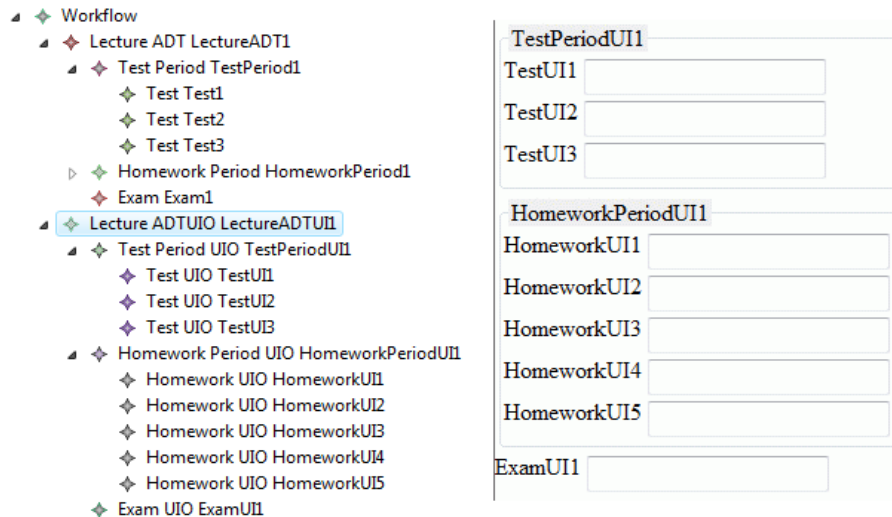 Workflow
Lecture ADT LectureADT1
Test Period TestPeriod1
Test Test1
Test Test2
Test Test3
Homework Period HomeworkPeriod1
Exam Exam1
Lecture ADTUIO LectureADTUI1
Test Period UIO TestPeriodUI1
Test UIO TestUI1
Test UIO TestUI2
Test UIO TestUI3
Homework Period UIO HomeworkPeriodUI1
Homework UIO HomeworkUI1
Homework UIO HomeworkUI2
Homework UIO HomeworkUI3
Homework UIO HomeworkUI4
Homework UIO HomeworkUI5
Exam UIO ExamUI1
TestPeriodUI1
TestUI1
TestUI2
TestUI3
HomeworkPeriodUI1
HomeworkUI1
HomeworkUI2
HomeworkUI3
HomeworkUI4
HomeworkUI5
ExamUI1